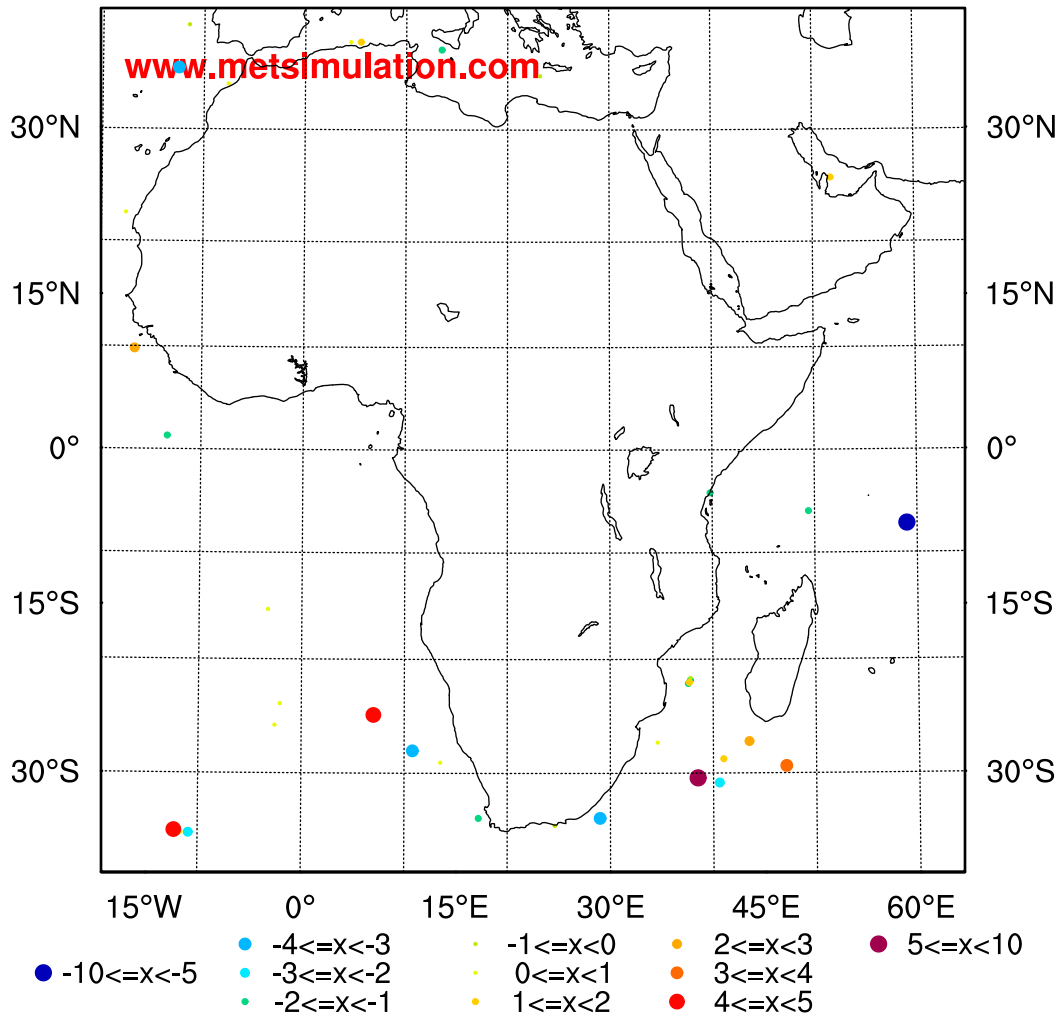 www.metsimulation.com
30°N 30°N
15°N 15°N
0° 0°
15°S 15°S
30°S 30°S
15°W 0° 15°E 30°E 45°E 60°E
-4<=x<-3 -1<=x<0 2<=x<3 5<=x<10
-10<=x<-5 -3<=x<-2 0<=x<1 3<=x<4
-2<=x<-1 1<=x<2 4<=x<5